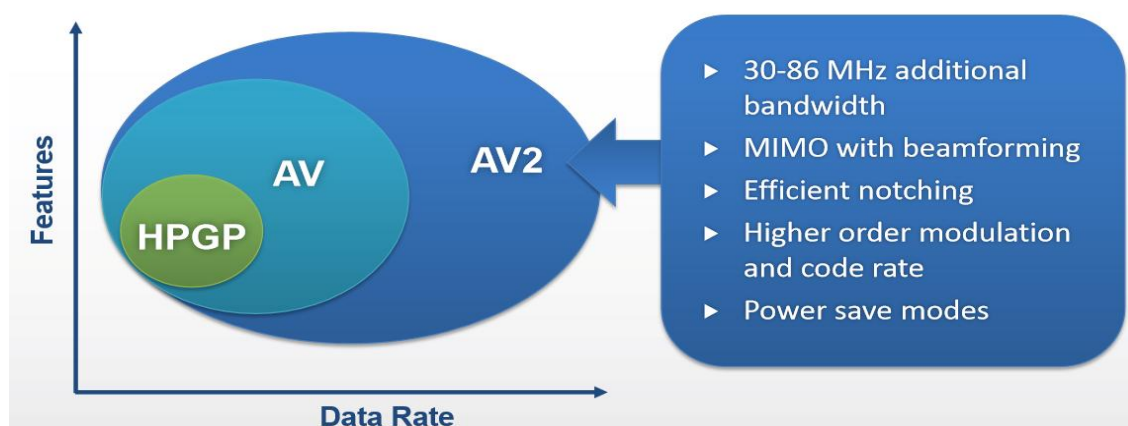 Features
HPGP
AV
AV2
Data Rate
► 30-86 MHz additional
bandwidth
► MIMO with beamforming
► Efficient notching
► Higher order modulation
and code rate
► Power save modes